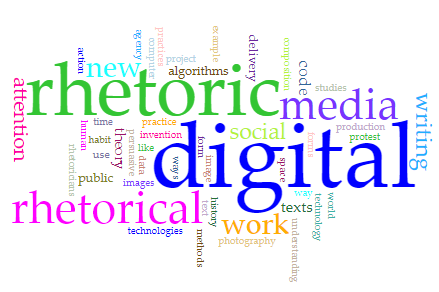 action
agency
computer
project
example
delivery
composition
new
algorithms
code
studies
rhetoric
media
attention
human
time
practice
production
writing
habit
theory
persuasive
invention
social
forms
protest
rhetoricians
use
data
like
ways
form
image
digital
space
public
images
rhetorical
text
history
texts
way
technology
world
work
technologies
methods
photography
understanding